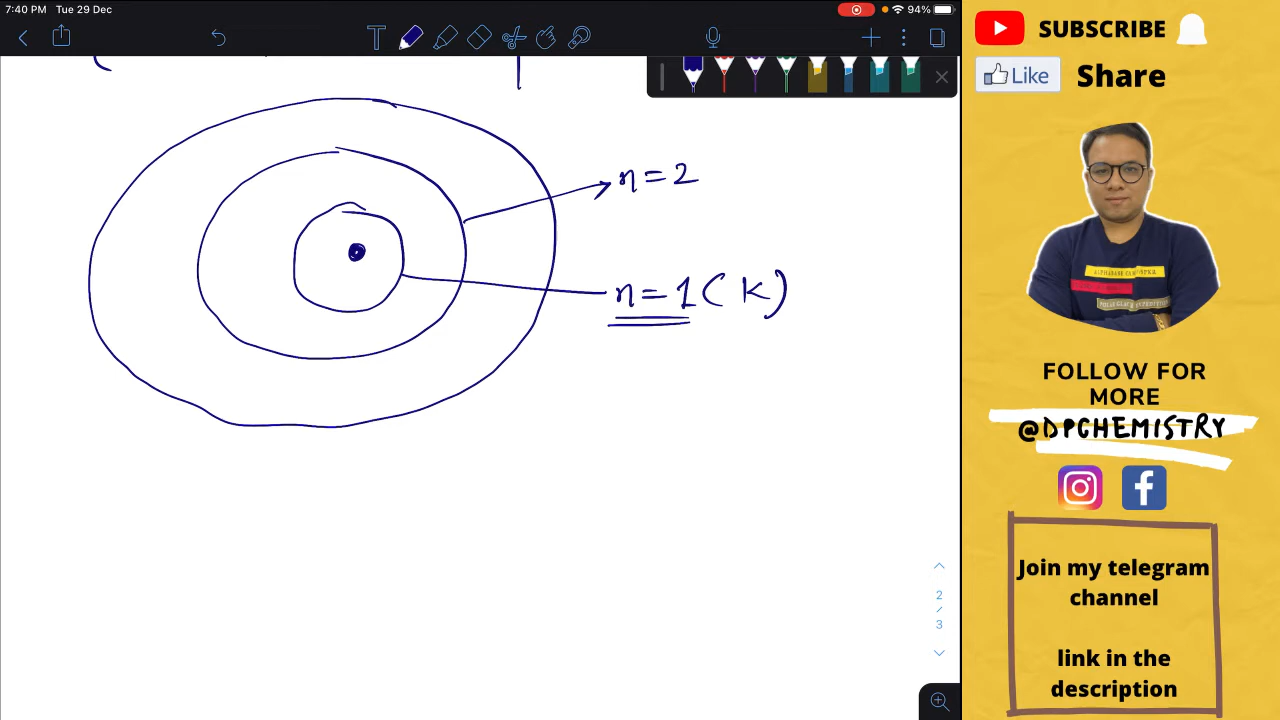 7:40 PM Tue 29 Dec
94%
n=2
n=1(K)
2
/
3
SUBSCRIBE
Like Share
FOLLOW FOR
MORE
@DPCHEMISTRY
Join my telegram
channel
link in the
description